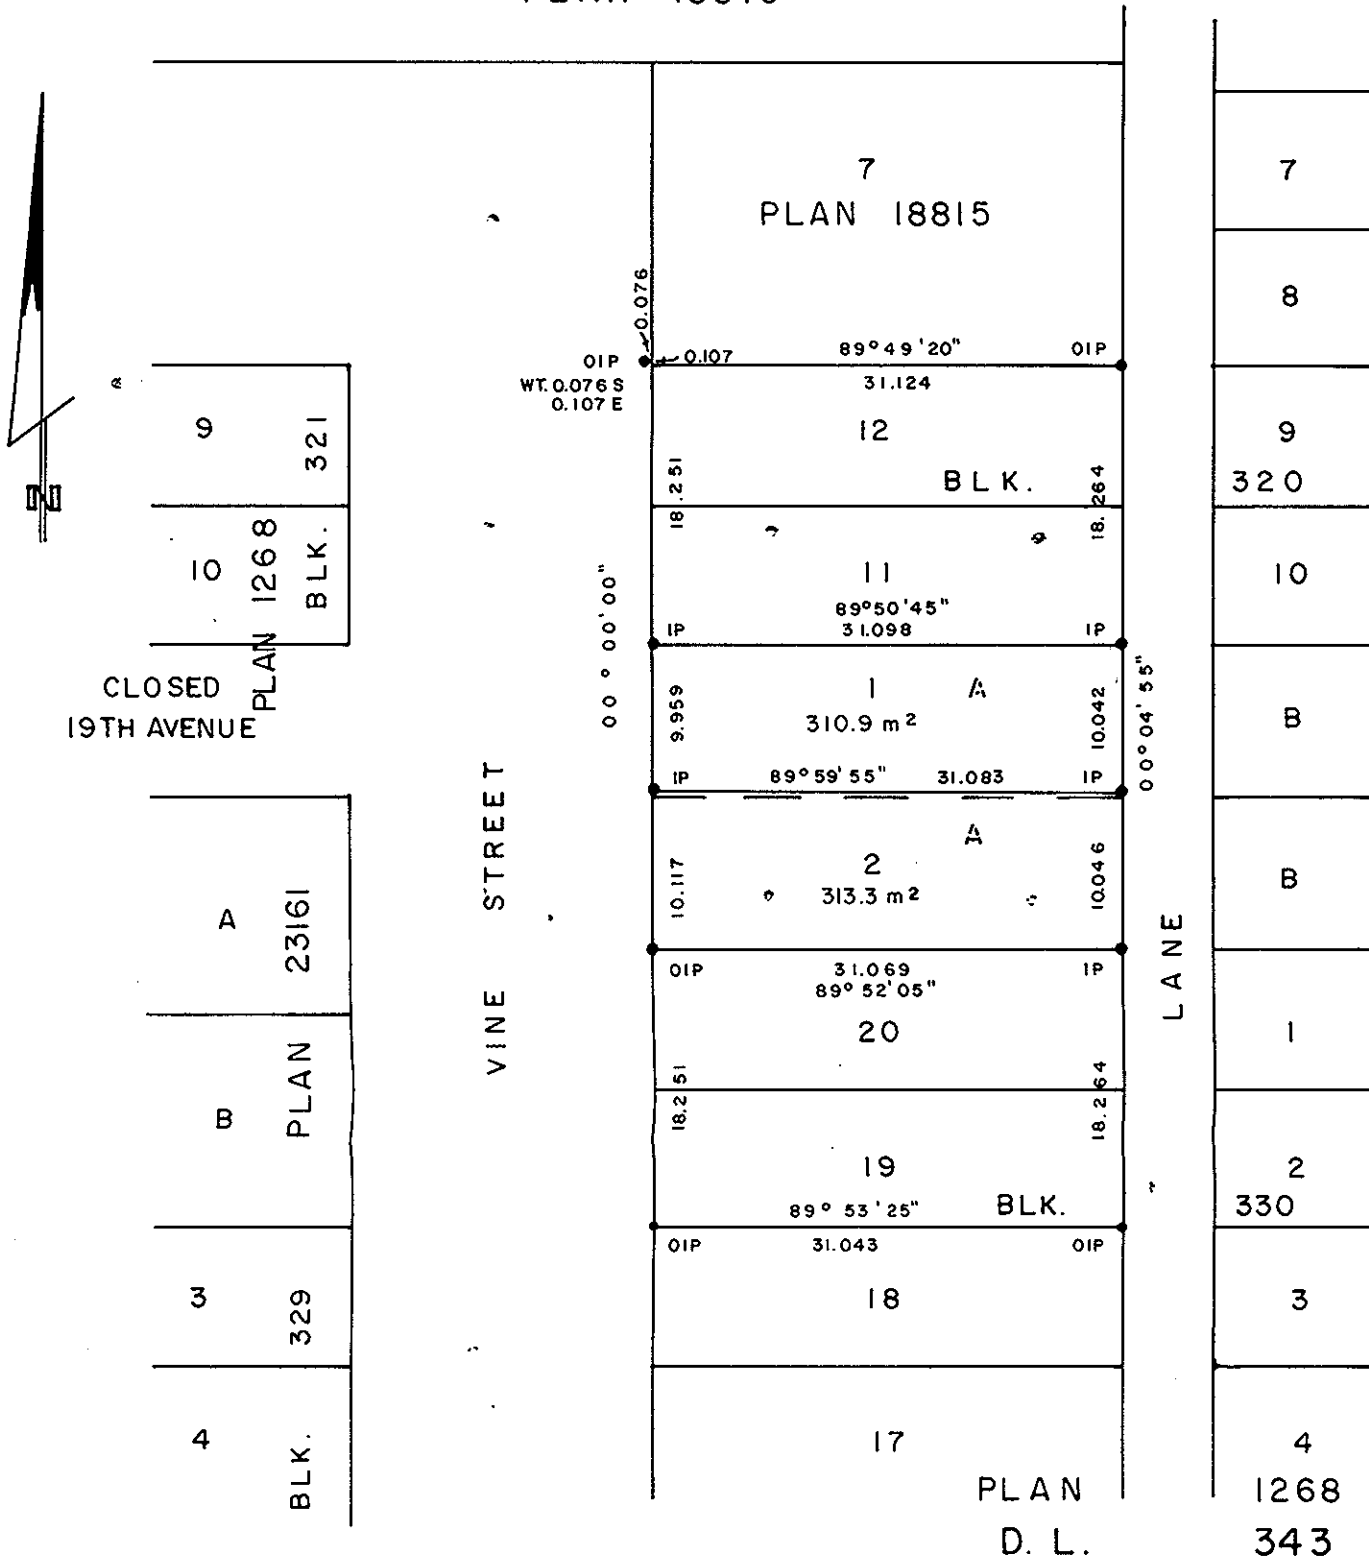 7
PLAN 18815
7
8
0.076
0.107
89°49'20"
OIP
OIP
WT. 0.076 S
0.107 E
31.124
9
321
12
9
18.251
BLK.
18.264
320
N
10
PLAN 1268
BLK.
11
10
89°50'45"
IP
31.098
IP
00°00'00"
CLOSED
19TH AVENUE
9.959
1
A
310.9 m²
10.042
00°04'55"
B
IP
89°59'55"
31.083
IP
VINE STREET
A
10.117
2
313.3 m²
10.046
B
A
PLAN 23161
OIP
31.069
89°52'05"
IP
LANE
20
1
18.251
18.264
B
19
2
89°53'25"
BLK.
330
OIP
31.043
OIP
3
329
18
3
4
BLK.
17
4
PLAN
1268
D. L.
343